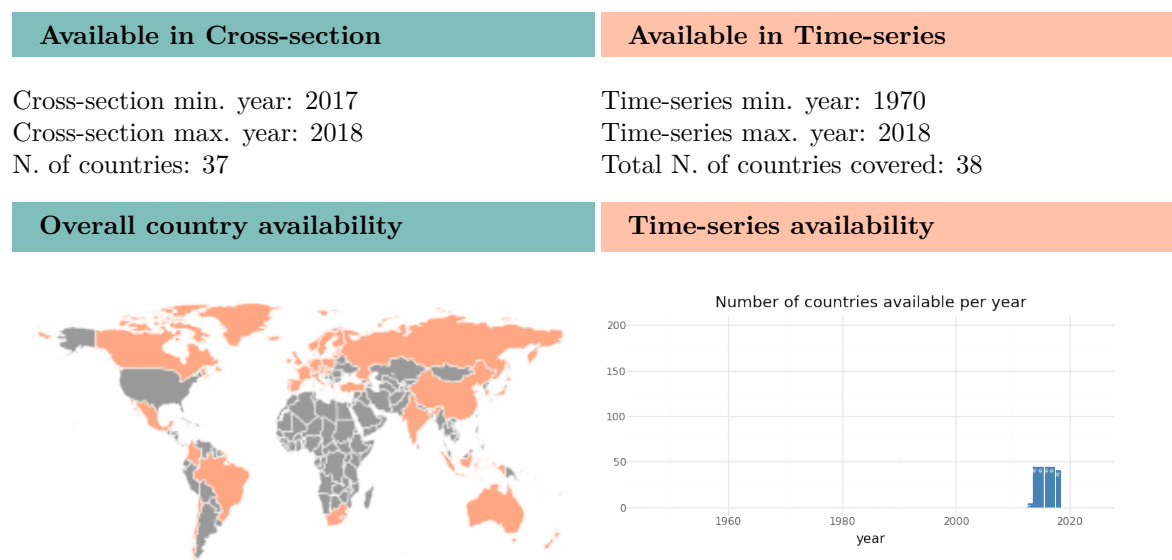 Available in Cross-section
Available in Time-series
Cross-section min. year: 2017
Cross-section max. year: 2018
N. of countries: 37
Time-series min. year: 1970
Time-series max. year: 2018
Total N. of countries covered: 38
Overall country availability
Time-series availability
Number of countries available per year
200
150
100
50
0
1960
1980
2000
2020
year